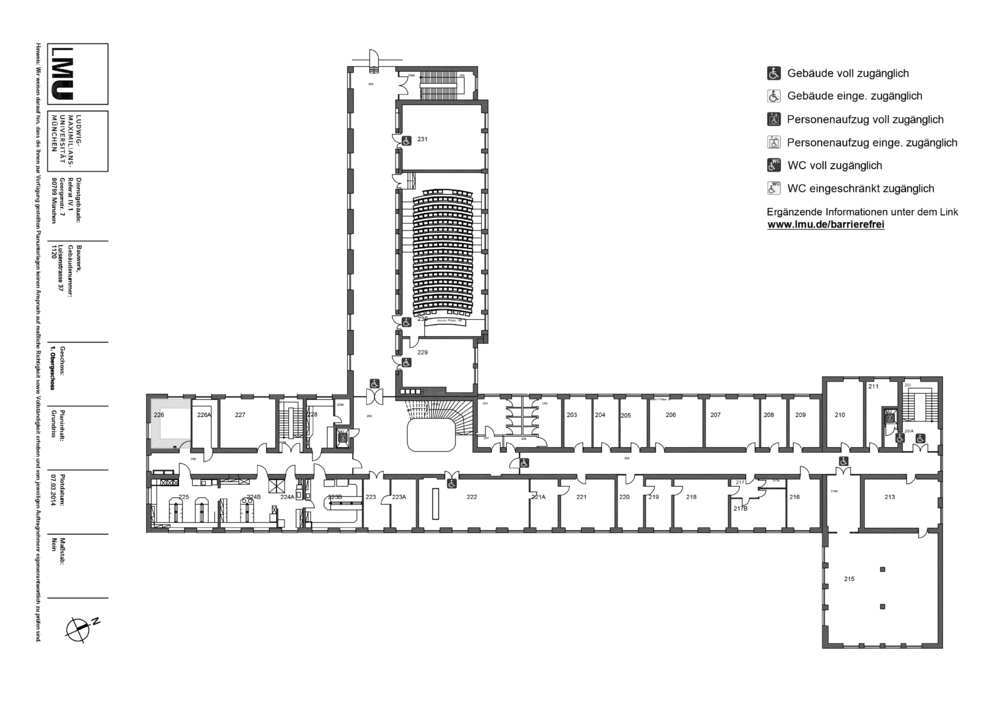 Gebäude voll zugänglich
Gebäude einge. zugänglich
Personenaufzug voll zugänglich
Personenaufzug einge. zugänglich
WC voll zugänglich
WC eingeschränkt zugänglich
Ergänzende Informationen unter dem Link
www.lmu.de/barrierefrei
LMU
LUDWIG-
MAXIMILIANS-
UNIVERSITÄT
MÜNCHEN
Dienstgebäude:
Referat IV.1
Georgenstr. 7
80799 München
Bauwerk,
Gebäudenummer:
Luisenstrasse 37
1120
Geschoss:
1. Obergeschoss
Planinhalt:
Grundriss
Plandatum:
07.03.2014
Maßstab:
Nein
N
Hinweis: Wir weisen darauf hin, dass die Ihnen zur Verfügung gestellten Planunterlagen keinen Anspruch auf maßliche Richtigkeit sowie Vollständigkeit erheben und vom jeweiligen Auftragnehmer eigenverantwortlich zu prüfen sind.
231
229
226
226A
227
228
203
204
205
206
207
208
209
210
211
225
224B
224A
223B
223
223A
222
221A
221
220
219
218
217
217B
216
213
215